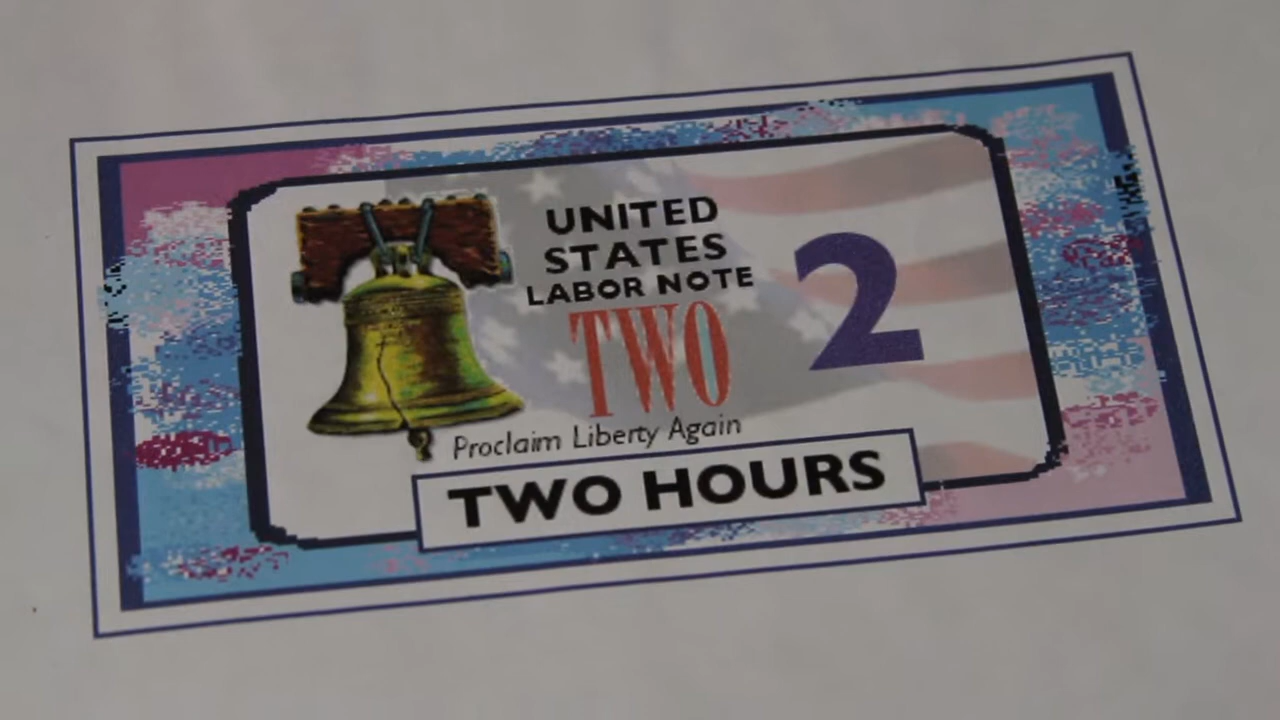 UNITED
STATES
LABOR NOTE
TWO
2
Proclaim Liberty Again
TWO HOURS